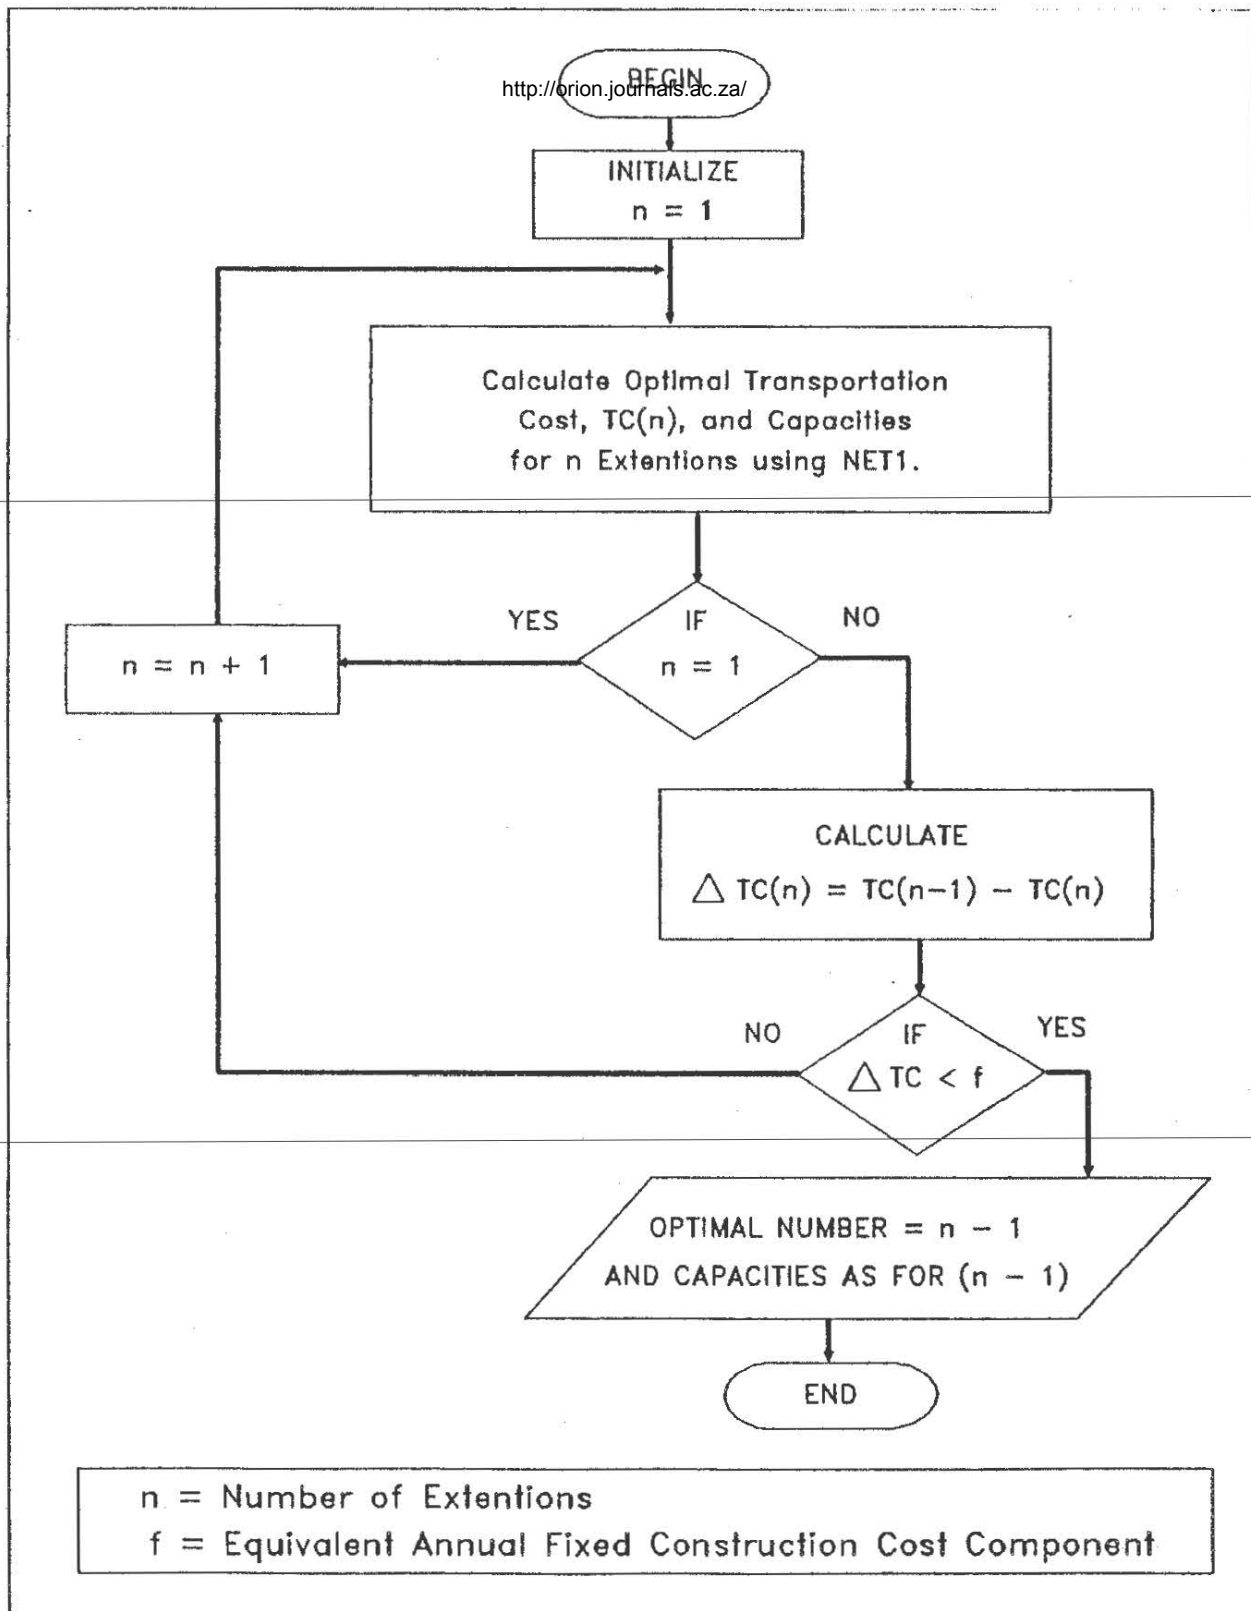 BEGIN
http://orion.journals.ac.za/
INITIALIZE
n = 1
Calculate Optimal Transportation
Cost, TC(n), and Capacities
for n Extentions using NET1.
YES
IF
n = 1
NO
n = n + 1
CALCULATE
△ TC(n) = TC(n-1) - TC(n)
NO
IF
△ TC < f
YES
OPTIMAL NUMBER = n - 1
AND CAPACITIES AS FOR (n - 1)
END
n = Number of Extentions
f = Equivalent Annual Fixed Construction Cost Component